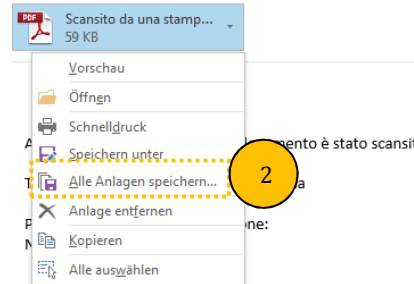 PDF
Scansito da una stamp...
59 KB
Vorschau
Öffnen
Schnelldruck
Speichern unter
Alle Anlagen speichern...
Anlage entfernen
Kopieren
Alle auswählen
mento è stato scansit
2
a
ne: